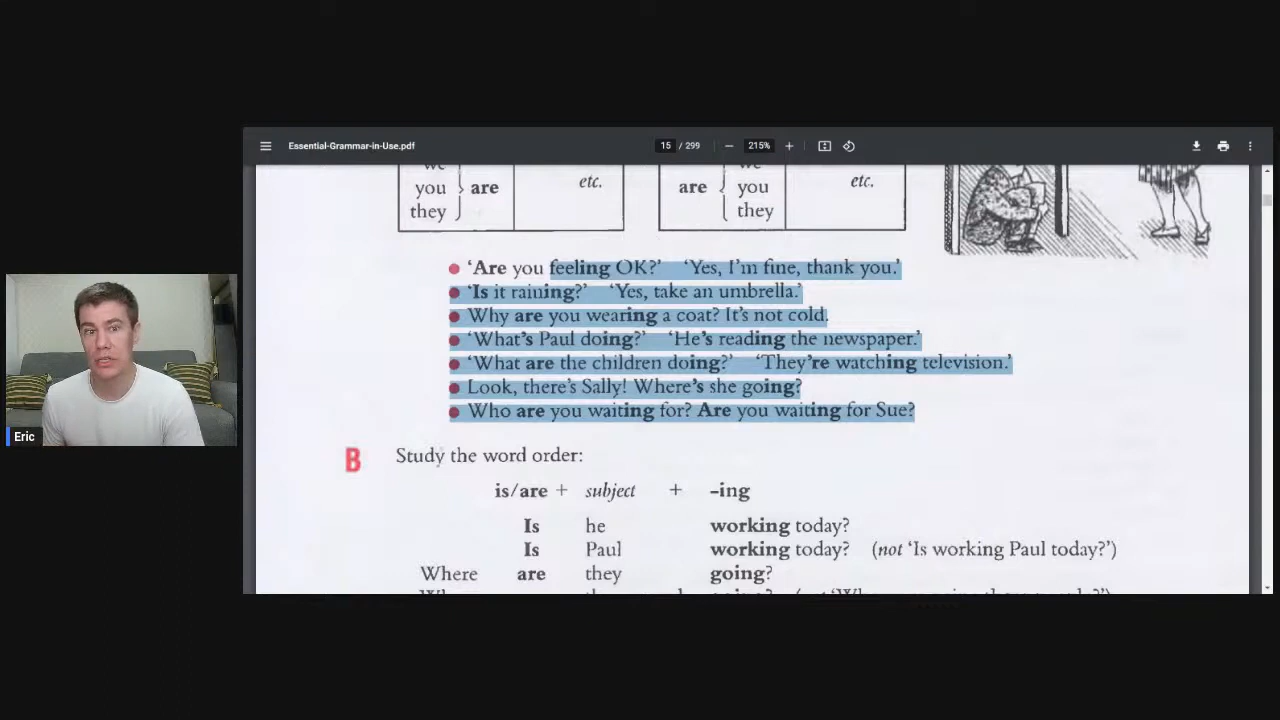 Essential-Grammar-in-Use.pdf 15 / 299 215%
we
you are etc.
they
we
are you etc.
they
'Are you feeling OK?' 'Yes, I'm fine, thank you.'
'Is it raining?' 'Yes, take an umbrella.'
Why are you wearing a coat? It's not cold.
'What's Paul doing?' 'He's reading the newspaper.'
'What are the children doing?' 'They're watching television.'
Look, there's Sally! Where's she going?
Who are you waiting for? Are you waiting for Sue?
Eric
B Study the word order:
is/are + subject + -ing
Is he working today?
Is Paul working today? (not 'Is working Paul today?')
Where are they going?